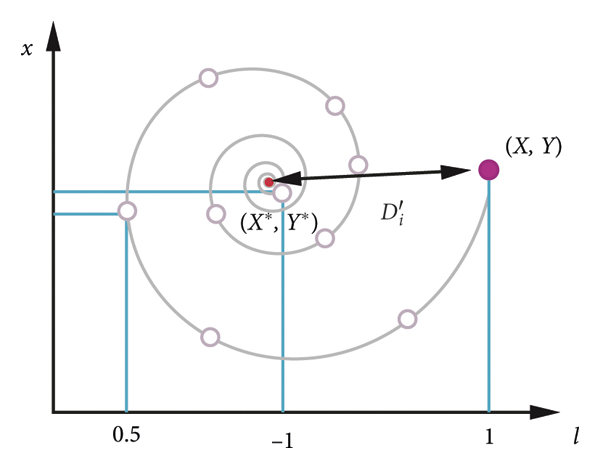 x
(X, Y)
(X*, Y*)
D′i
0.5
–1
1
l